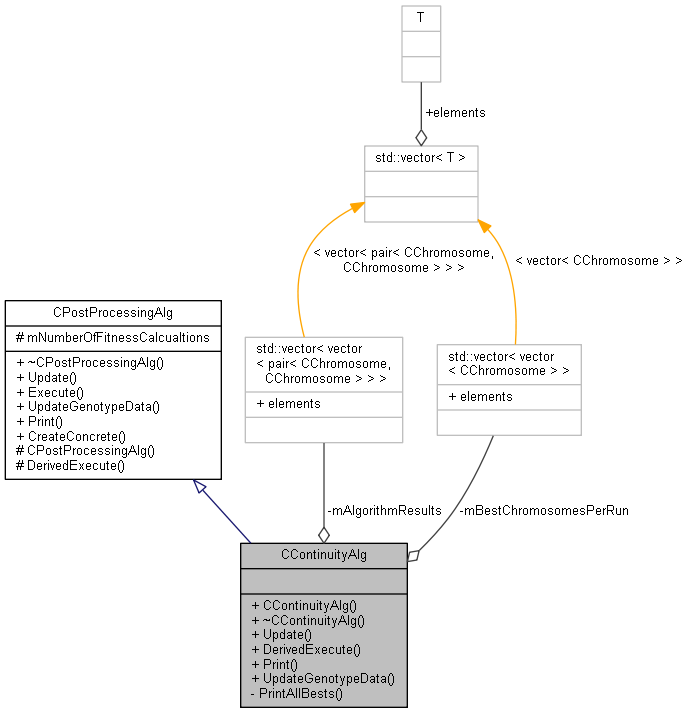 T
+elements
std::vector< T >
< vector< pair< CChromosome,
CChromosome > > >
< vector< CChromosome > >
CPostProcessingAlg
# mNumberOfFitnessCalcualtions
+ ~CPostProcessingAlg()
+ Update()
+ Execute()
+ UpdateGenotypeData()
+ Print()
+ CreateConcrete()
# CPostProcessingAlg()
# DerivedExecute()
std::vector< vector
< pair< CChromosome,
CChromosome > > >
+ elements
std::vector< vector
< CChromosome > >
+ elements
-mAlgorithmResults
-mBestChromosomesPerRun
CContinuityAlg
+ CContinuityAlg()
+ ~CContinuityAlg()
+ Update()
+ DerivedExecute()
+ Print()
+ UpdateGenotypeData()
- PrintAllBests()